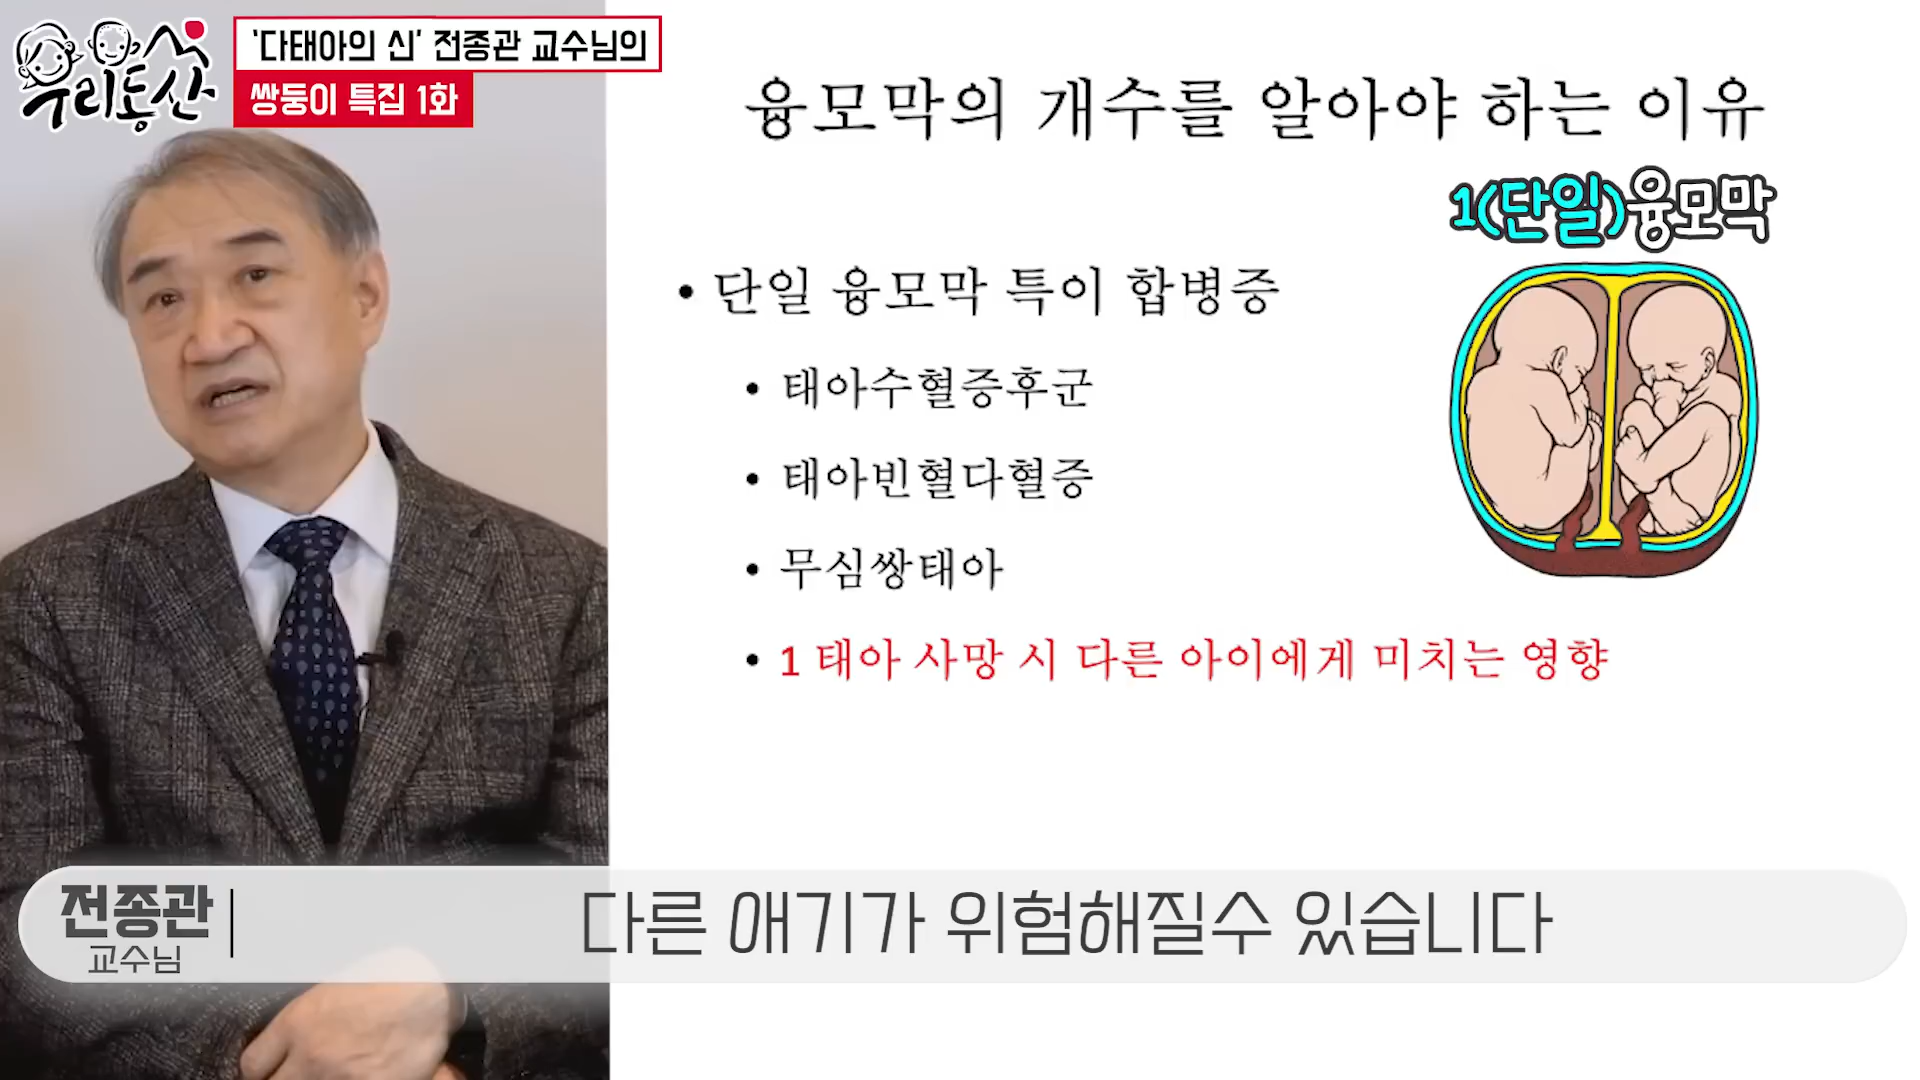 우리동산
'다태아의 신' 전종관 교수님의
쌍둥이 특집 1화
융모막의 개수를 알아야 하는 이유
1(단일)융모막
• 단일 융모막 특이 합병증
• 태아수혈증후군
• 태아빈혈다혈증
• 무심쌍태아
• 1 태아 사망 시 다른 아이에게 미치는 영향
전종관
교수님
다른 애기가 위험해질수 있습니다